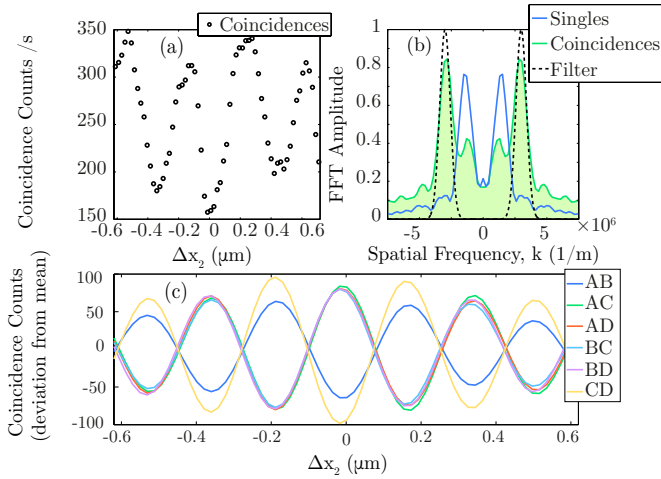 Coincidences
(a)
Coincidence Counts /s
350
300
250
200
150
-0.6 -0.4 -0.2 0 0.2 0.4 0.6
Δx2 (μm)
Singles
Coincidences
Filter
(b)
FFT Amplitude
1
0.8
0.6
0.4
0.2
0
-5 0 5
×10^6
Spatial Frequency, k (1/m)
(c)
Coincidence Counts
(deviation from mean)
100
50
0
-50
-100
-0.6 -0.4 -0.2 0 0.2 0.4 0.6
Δx2 (μm)
AB
AC
AD
BC
BD
CD